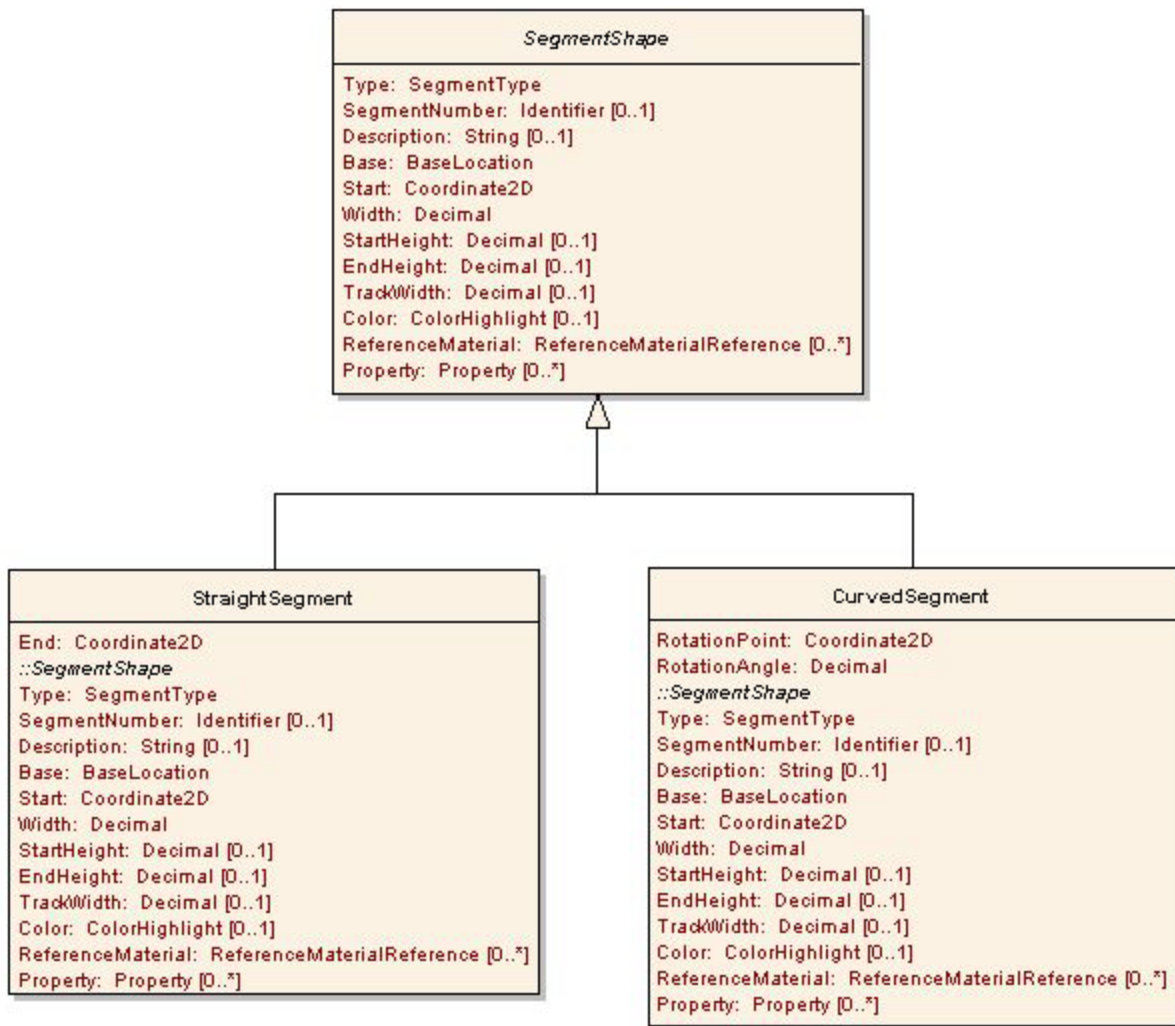 SegmentShape
Type: SegmentType
SegmentNumber: Identifier [0..1]
Description: String [0..1]
Base: BaseLocation
Start: Coordinate2D
Width: Decimal
StartHeight: Decimal [0..1]
EndHeight: Decimal [0..1]
TrackWidth: Decimal [0..1]
Color: ColorHighlight [0..1]
ReferenceMaterial: ReferenceMaterialReference [0..*]
Property: Property [0..*]
StraightSegment
End: Coordinate2D
::SegmentShape
Type: SegmentType
SegmentNumber: Identifier [0..1]
Description: String [0..1]
Base: BaseLocation
Start: Coordinate2D
Width: Decimal
StartHeight: Decimal [0..1]
EndHeight: Decimal [0..1]
TrackWidth: Decimal [0..1]
Color: ColorHighlight [0..1]
ReferenceMaterial: ReferenceMaterialReference [0..*]
Property: Property [0..*]
CurvedSegment
RotationPoint: Coordinate2D
RotationAngle: Decimal
::SegmentShape
Type: SegmentType
SegmentNumber: Identifier [0..1]
Description: String [0..1]
Base: BaseLocation
Start: Coordinate2D
Width: Decimal
StartHeight: Decimal [0..1]
EndHeight: Decimal [0..1]
TrackWidth: Decimal [0..1]
Color: ColorHighlight [0..1]
ReferenceMaterial: ReferenceMaterialReference [0..*]
Property: Property [0..*]